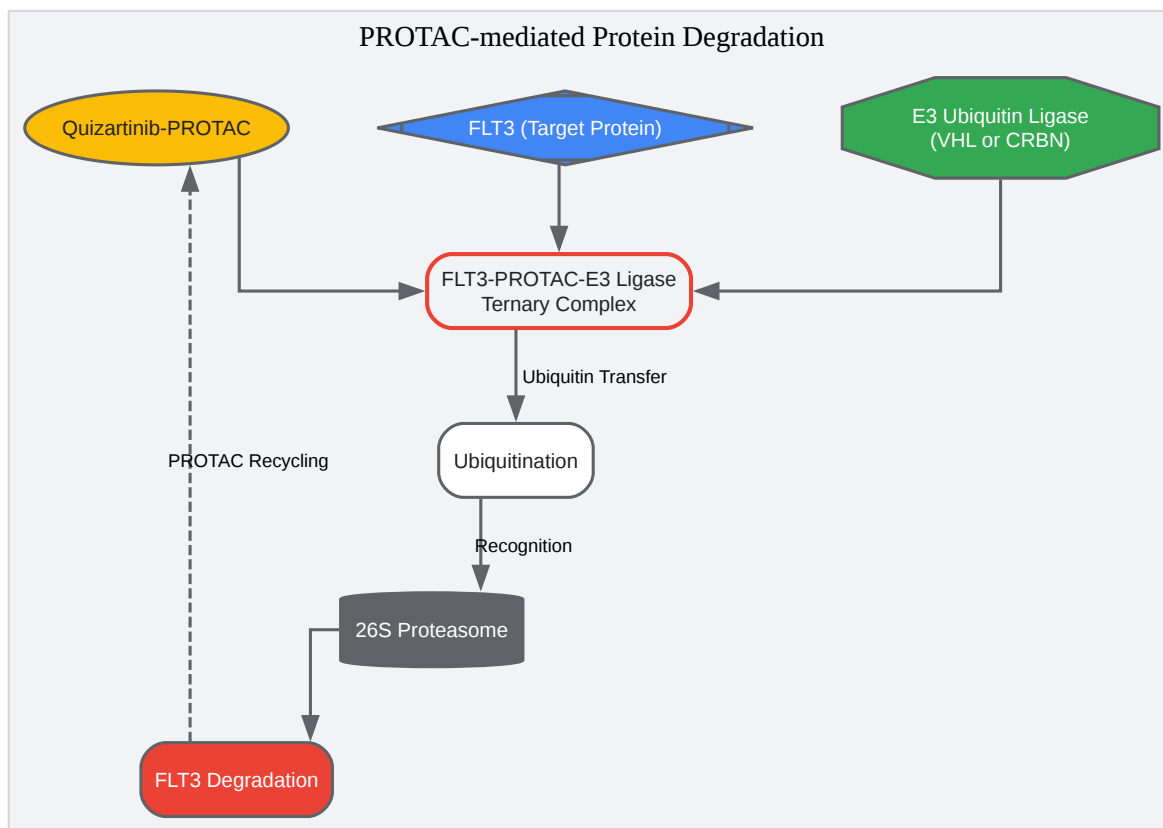 PROTAC-mediated Protein Degradation
Quizartinib-PROTAC
FLT3 (Target Protein)
E3 Ubiquitin Ligase
(VHL or CRBN)
FLT3-PROTAC-E3 Ligase
Ternary Complex
Ubiquitin Transfer
Ubiquitination
PROTAC Recycling
Recognition
26S Proteasome
FLT3 Degradation